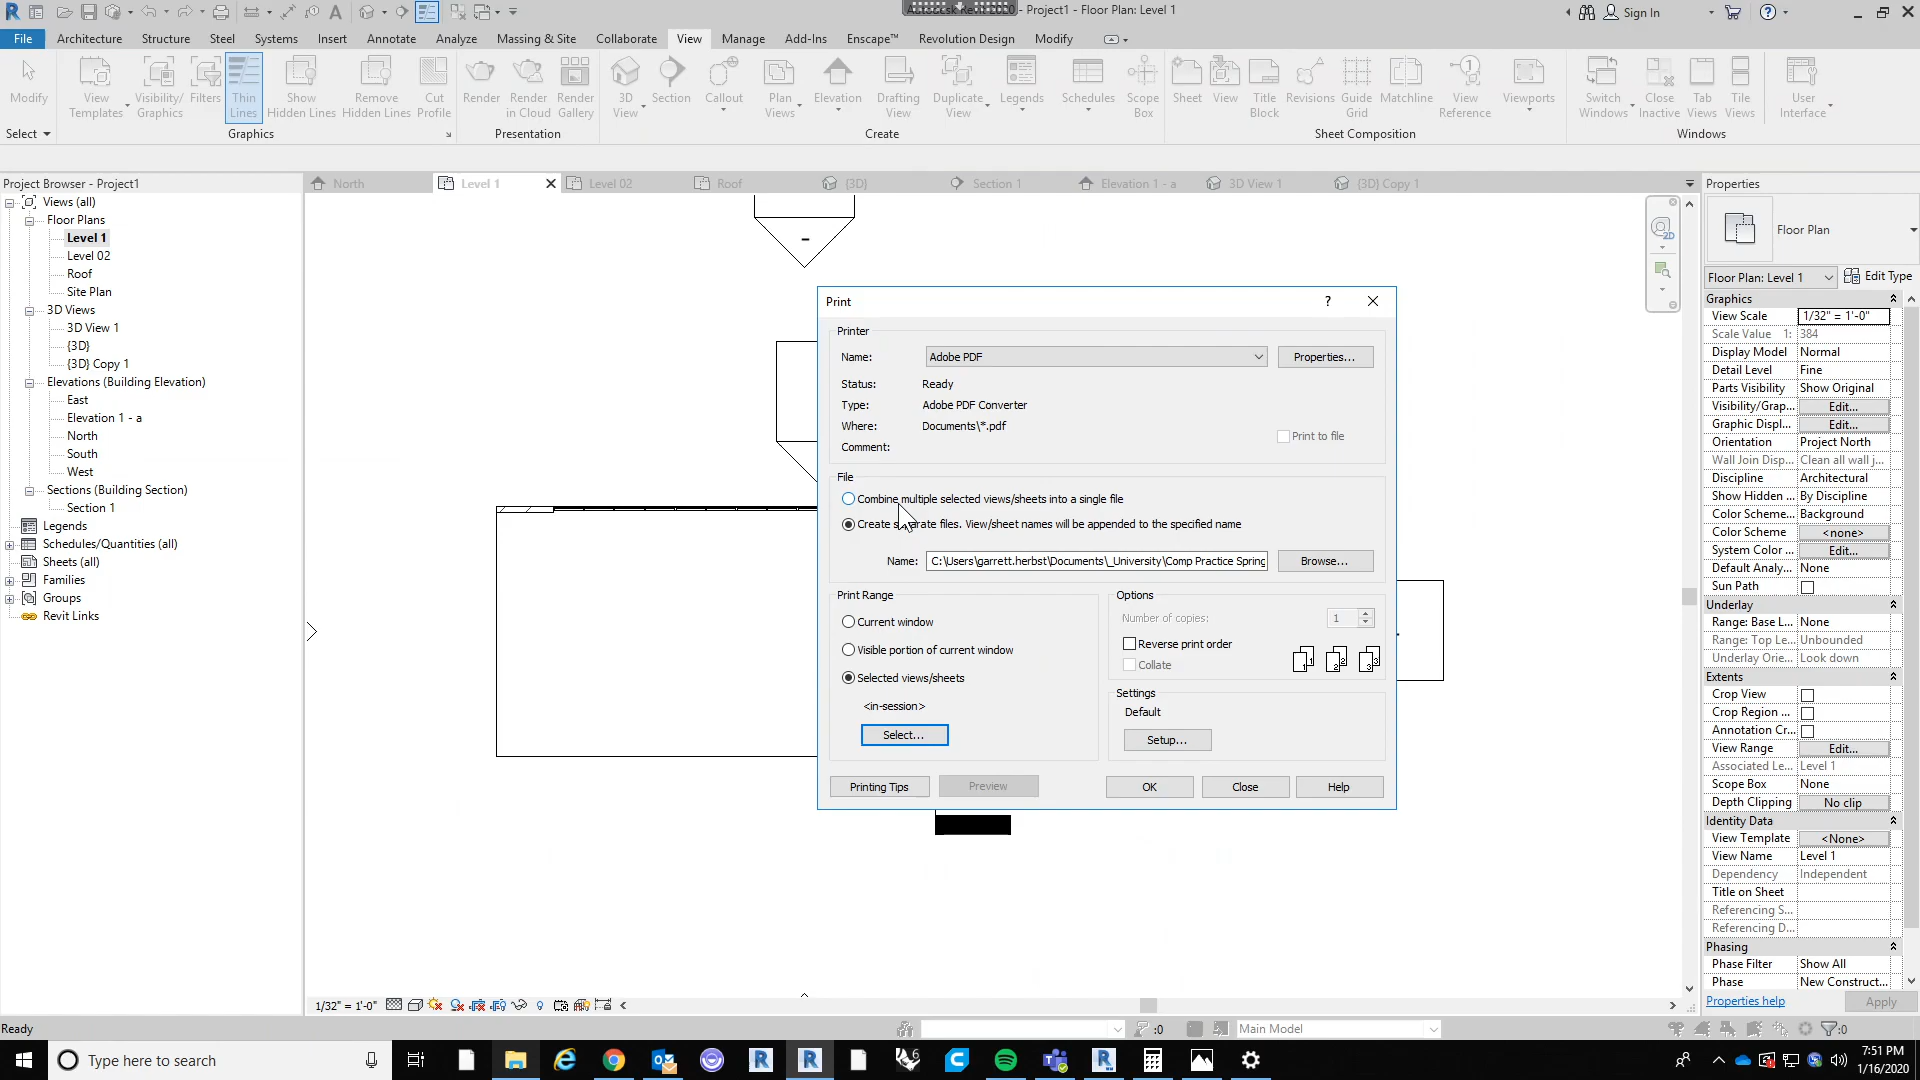 Project1 - Floor Plan: Level 1
Sign In
File Architecture Structure Steel Systems Insert Annotate Analyze Massing & Site Collaborate View Manage Add-Ins Enscape™ Revolution Design Modify
Modify
View Templates
Visibility/ Graphics
Filters
Thin Lines
Show Hidden Lines
Remove Hidden Lines
Cut Profile
Render
Render in Cloud
Render Gallery
3D View
Section
Callout
Plan Views
Elevation
Drafting View
Duplicate View
Legends
Schedules
Scope Box
Sheet
View
Title Block
Revisions
Guide Grid
Matchline
View Reference
Viewports
Switch Windows
Close Inactive
Tab Views
Tile Views
User Interface
Select Graphics Presentation Create Sheet Composition Windows
Project Browser - Project1
North Level 1 Level 02 Roof {3D} Section 1 Elevation 1 - a 3D View 1 {3D} Copy 1
Views (all)
Floor Plans
Level 1
Level 02
Roof
Site Plan
3D Views
3D View 1
{3D}
{3D} Copy 1
Elevations (Building Elevation)
East
Elevation 1 - a
North
South
West
Sections (Building Section)
Section 1
Legends
Schedules/Quantities (all)
Sheets (all)
Families
Groups
Revit Links
2D
Print
?
Printer
Name: Adobe PDF Properties...
Status: Ready
Type: Adobe PDF Converter
Where: Documents\*.pdf
Comment:
Print to file
File
Combine multiple selected views/sheets into a single file
Create files. View/sheet names will be appended to the specified name
Name: C:\Users\garrett.herbst\Documents\_University\Comp Practice Spring Browse...
Print Range
Current window
Visible portion of current window
Selected views/sheets
<in-session>
Select...
Options
Number of copies: 1
Reverse print order
Collate
Settings
Default
Setup...
Printing Tips Preview OK Close Help
Properties
Floor Plan
Floor Plan: Level 1 Edit Type
Graphics
View Scale 1/32" = 1'-0"
Scale Value 1: 384
Display Model Normal
Detail Level Fine
Parts Visibility Show Original
Visibility/Grap... Edit...
Graphic Displ... Edit...
Orientation Project North
Wall Join Disp... Clean all wall j...
Discipline Architectural
Show Hidden ... By Discipline
Color Scheme... Background
Color Scheme <none>
System Color ... Edit...
Default Analy... None
Sun Path
Underlay
Range: Base L... None
Range: Top Le... Unbounded
Underlay Orie... Look down
Extents
Crop View
Crop Region ...
Annotation Cr...
View Range Edit...
Associated Le... Level 1
Scope Box None
Depth Clipping No clip
Identity Data
View Template <None>
View Name Level 1
Dependency Independent
Title on Sheet
Referencing S...
Referencing D...
Phasing
Phase Filter Show All
Phase New Construct...
Properties help Apply
1/32" = 1'-0"
Ready
:0 Main Model :0
Type here to search
7:51 PM
1/16/2020